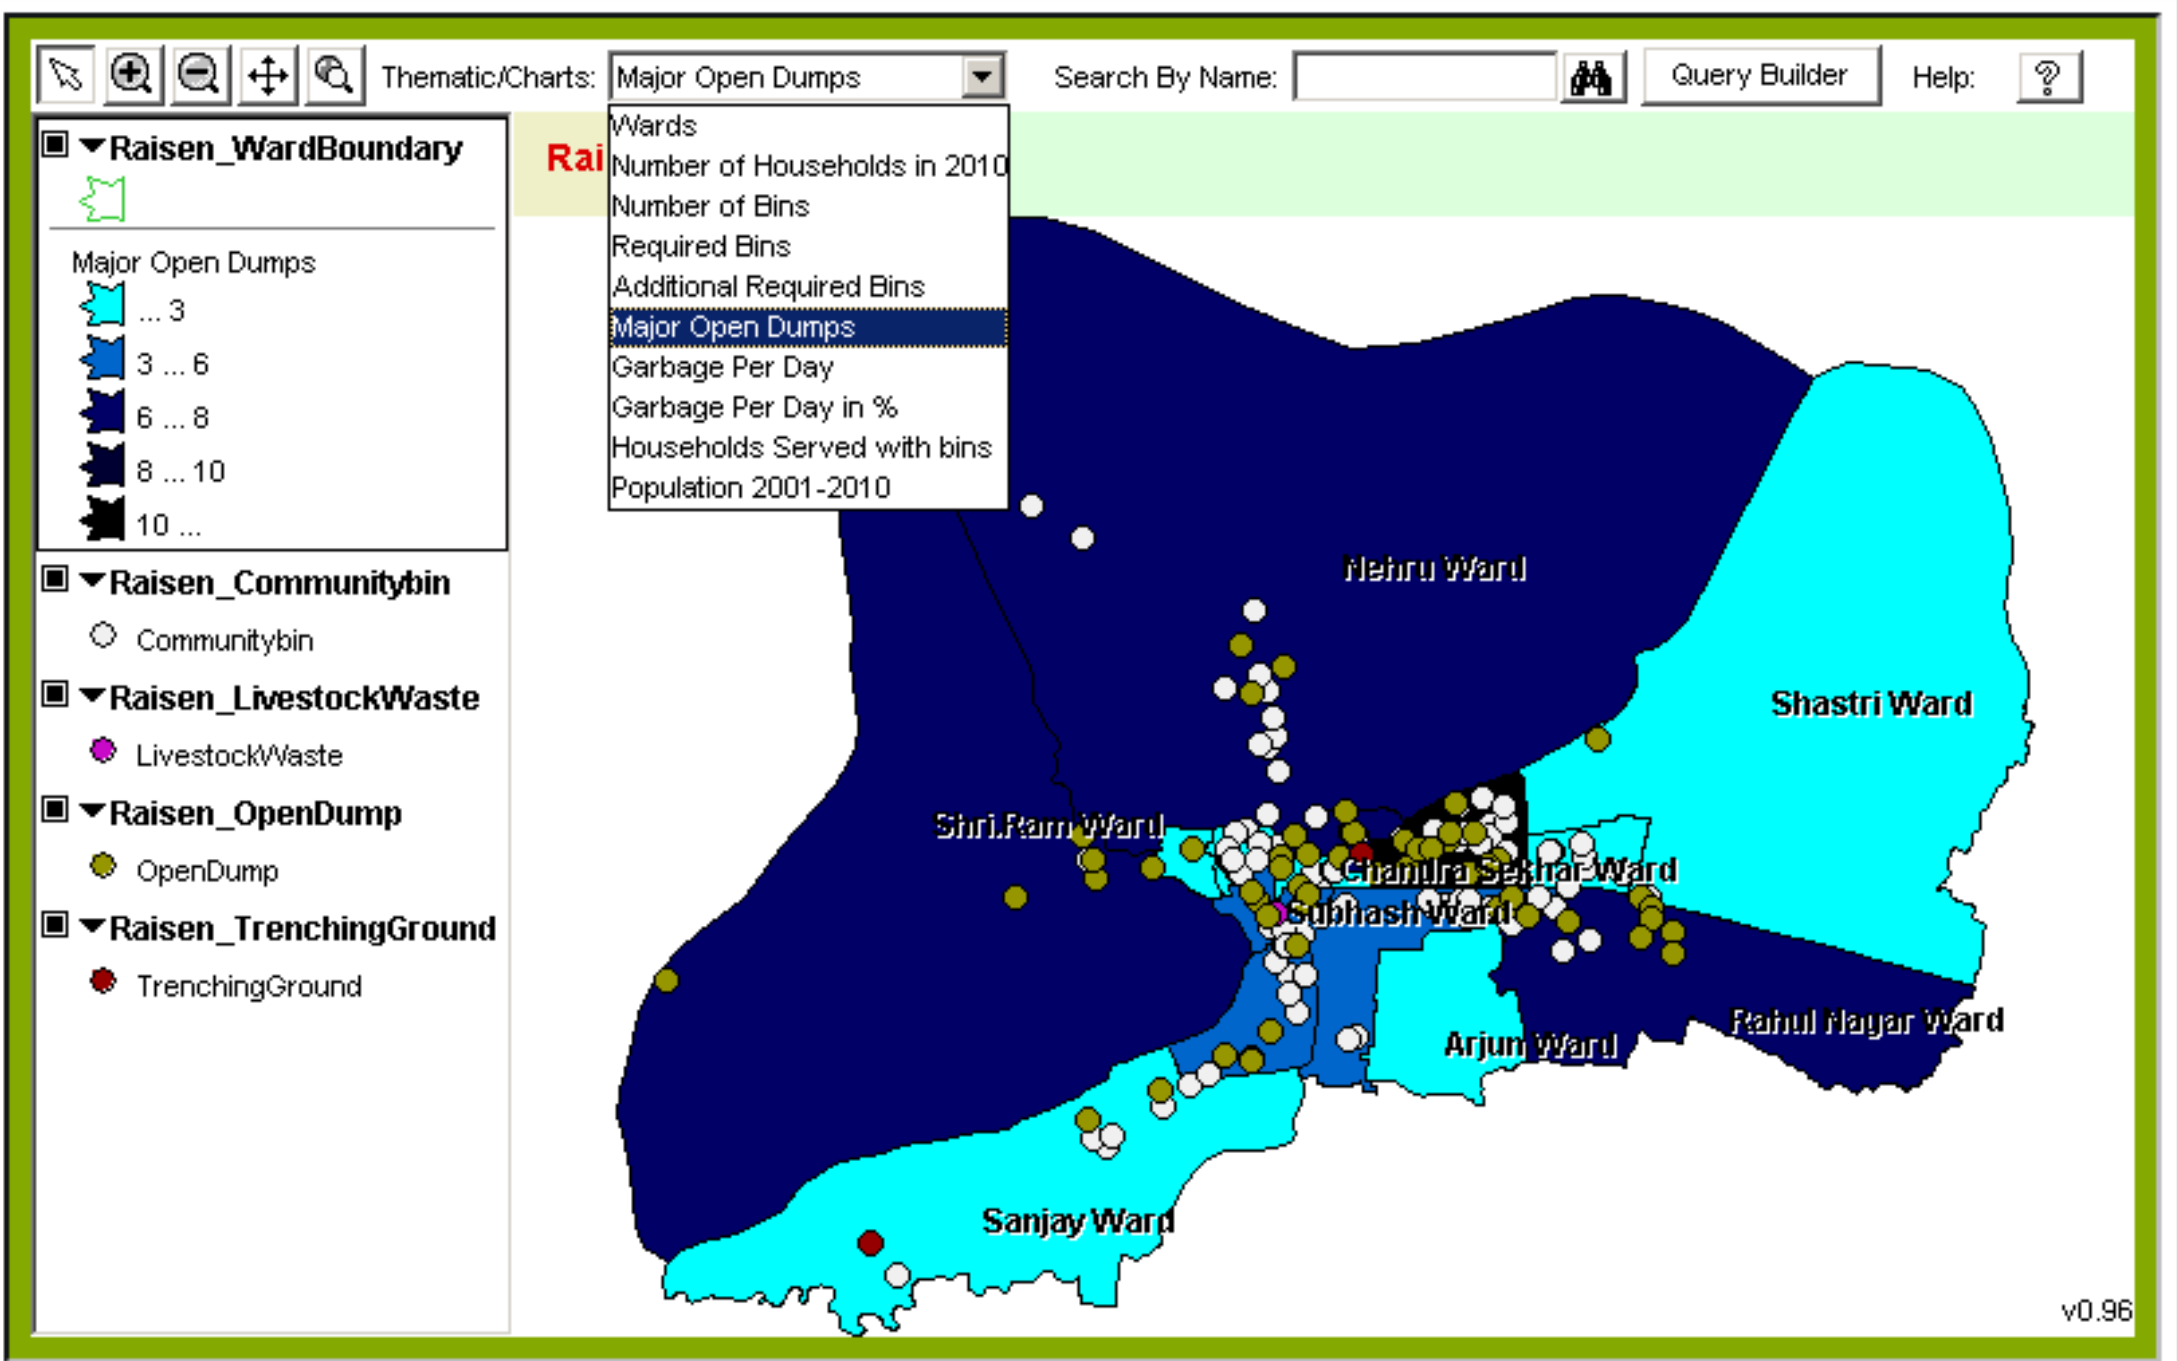 Thematic/Charts: Major Open Dumps Search By Name: Query Builder Help: ?
Raisen_WardBoundary
Major Open Dumps
... 3
3 ... 6
6 ... 8
8 ... 10
10 ...
Raisen_Communitybin
Communitybin
Raisen_LivestockWaste
LivestockWaste
Raisen_OpenDump
OpenDump
Raisen_TrenchingGround
TrenchingGround
Rai
Wards
Number of Households in 2010
Number of Bins
Required Bins
Additional Required Bins
Major Open Dumps
Garbage Per Day
Garbage Per Day in %
Households Served with bins
Population 2001-2010
Nehru Ward
Shastri Ward
Shri.Ram Ward
Chandra Sekhar Ward
Subhash Ward
Rahul Nagar Ward
Arjun Ward
Sanjay Ward
v0.96